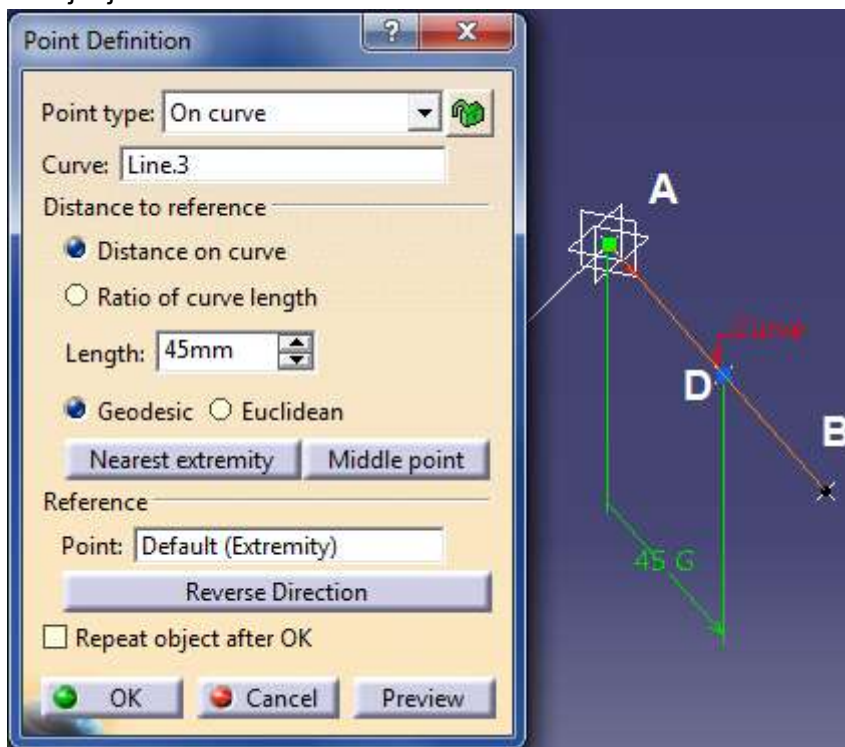 Point Definition
?
X
Point type: On curve
Curve: Line.3
Distance to reference
Distance on curve
Ratio of curve length
Length: 45mm
Geodesic Euclidean
Nearest extremity Middle point
Reference
Point: Default (Extremity)
Reverse Direction
Repeat object after OK
OK Cancel Preview
A
D
B
45 G